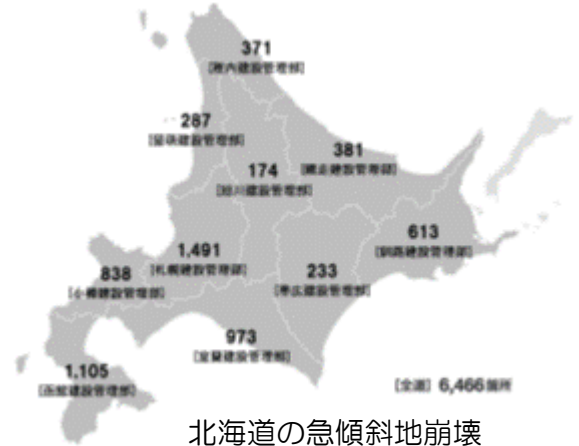 371
[稚内建設管理部]
287
[留萌建設管理部]
381
[網走建設管理部]
174
[旭川建設管理部]
613
[釧路建設管理部]
1,491
[札幌建設管理部]
838
[小樽建設管理部]
233
[帯広建設管理部]
973
[室蘭建設管理部]
1,105
[函館建設管理部]
[全道] 6,466箇所
北海道の急傾斜地崩壊